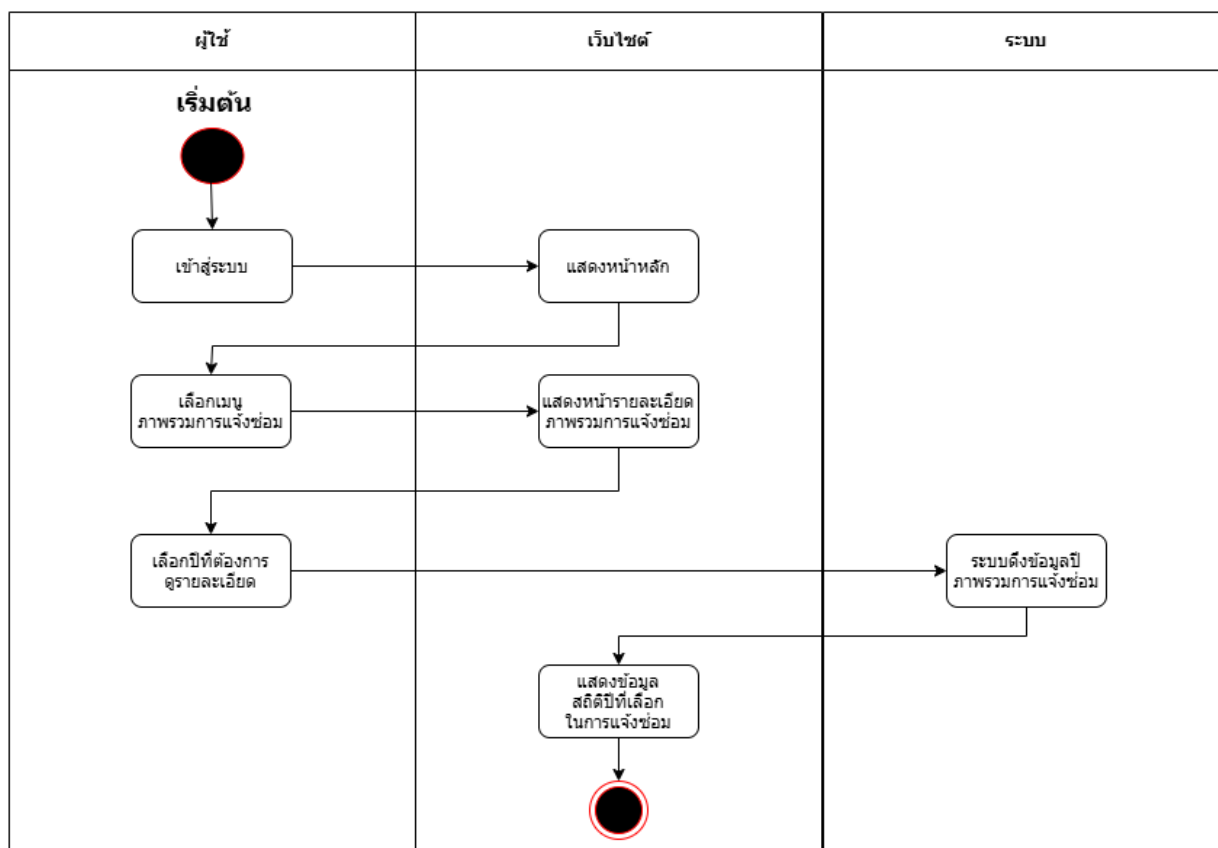 ผู้ใช้
เว็บไซต์
ระบบ
เริ่มต้น
เข้าสู่ระบบ
แสดงหน้าหลัก
เลือกเมนู
ภาพรวมการแจ้งซ่อม
แสดงหน้ารายละเอียด
ภาพรวมการแจ้งซ่อม
เลือกปีที่ต้องการ
ดูรายละเอียด
ระบบดึงข้อมูลปี
ภาพรวมการแจ้งซ่อม
แสดงข้อมูล
สถิติปีที่เลือก
ในการแจ้งซ่อม